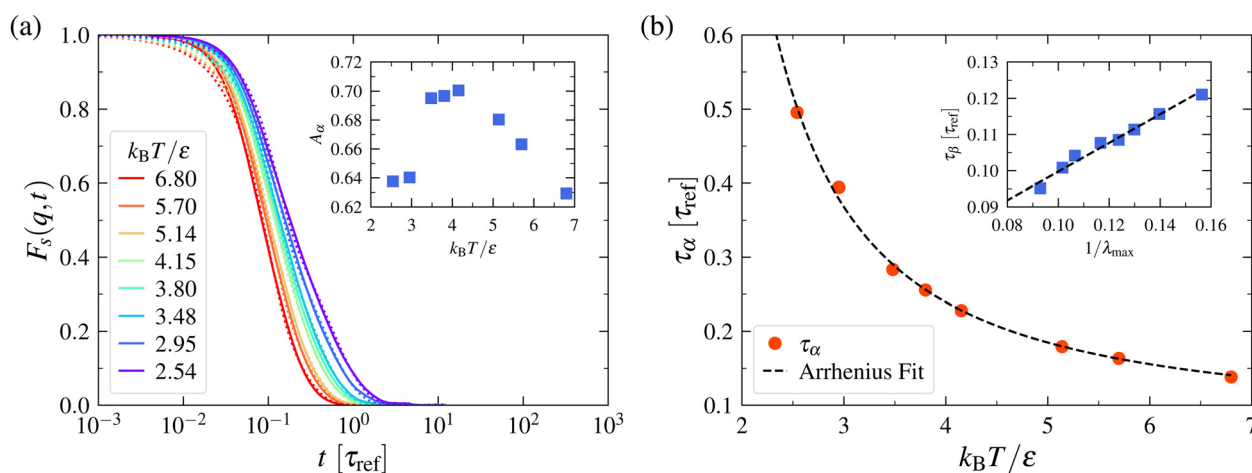 (a)
1.0
0.8
0.6
0.4
0.2
0.0
F_s(q,t)
k_BT/ε
6.80
5.70
5.14
4.15
3.80
3.48
2.95
2.54
10^−3 10^−2 10^−1 10^0 10^1 10^2 10^3
t [τ_ref]
0.72
0.70
0.68
0.66
0.64
0.62
A_α
2 3 4 5 6 7 8
k_BT/ε
(b)
0.6
0.5
0.4
0.3
0.2
0.1
τ_α [τ_ref]
τ_α
Arrhenius Fit
2 3 4 5 6 7
k_BT/ε
0.13
0.12
0.11
0.10
0.09
τ_β [τ_ref]
0.08 0.10 0.12 0.14 0.16
1/λ_max